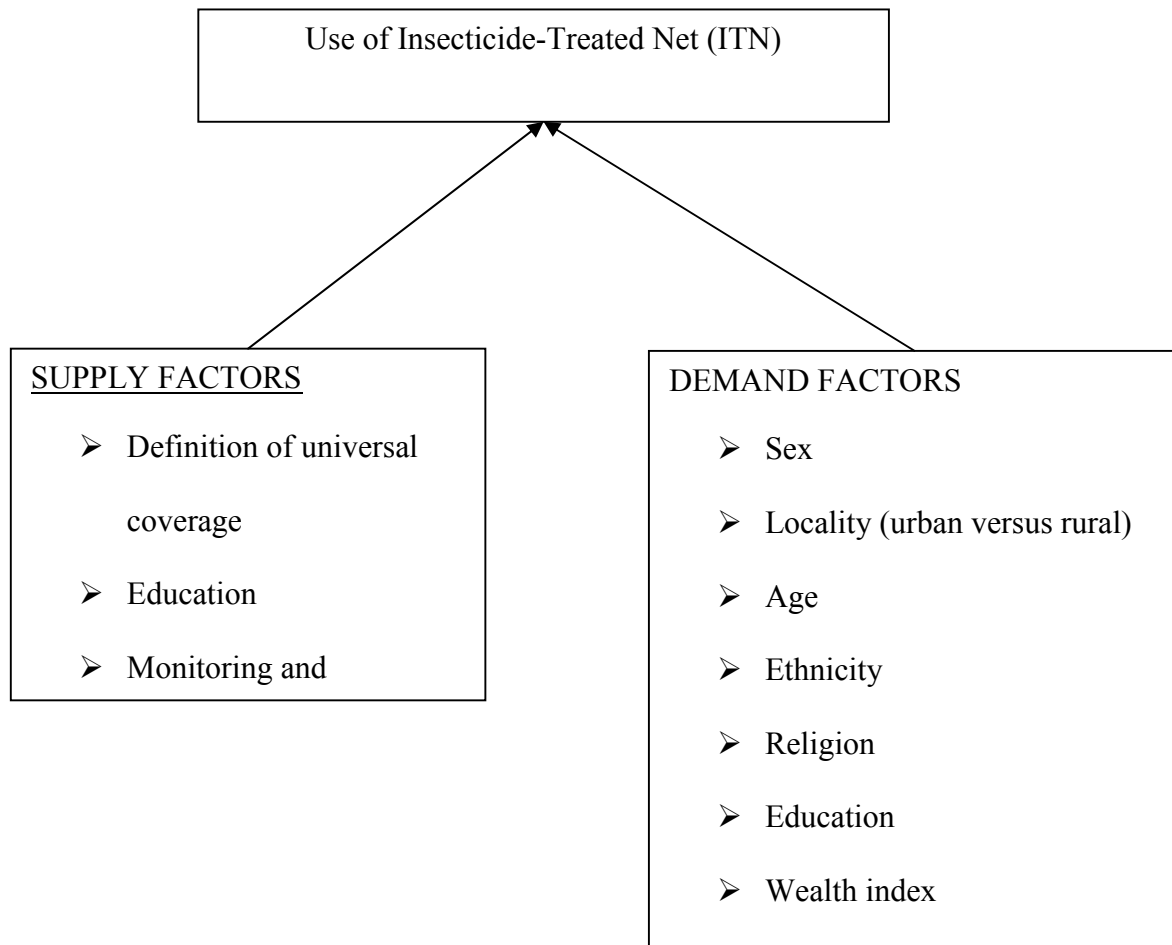 Use of Insecticide-Treated Net (ITN)
SUPPLY FACTORS
➢ Definition of universal
coverage
➢ Education
➢ Monitoring and
DEMAND FACTORS
➢ Sex
➢ Locality (urban versus rural)
➢ Age
➢ Ethnicity
➢ Religion
➢ Education
➢ Wealth index